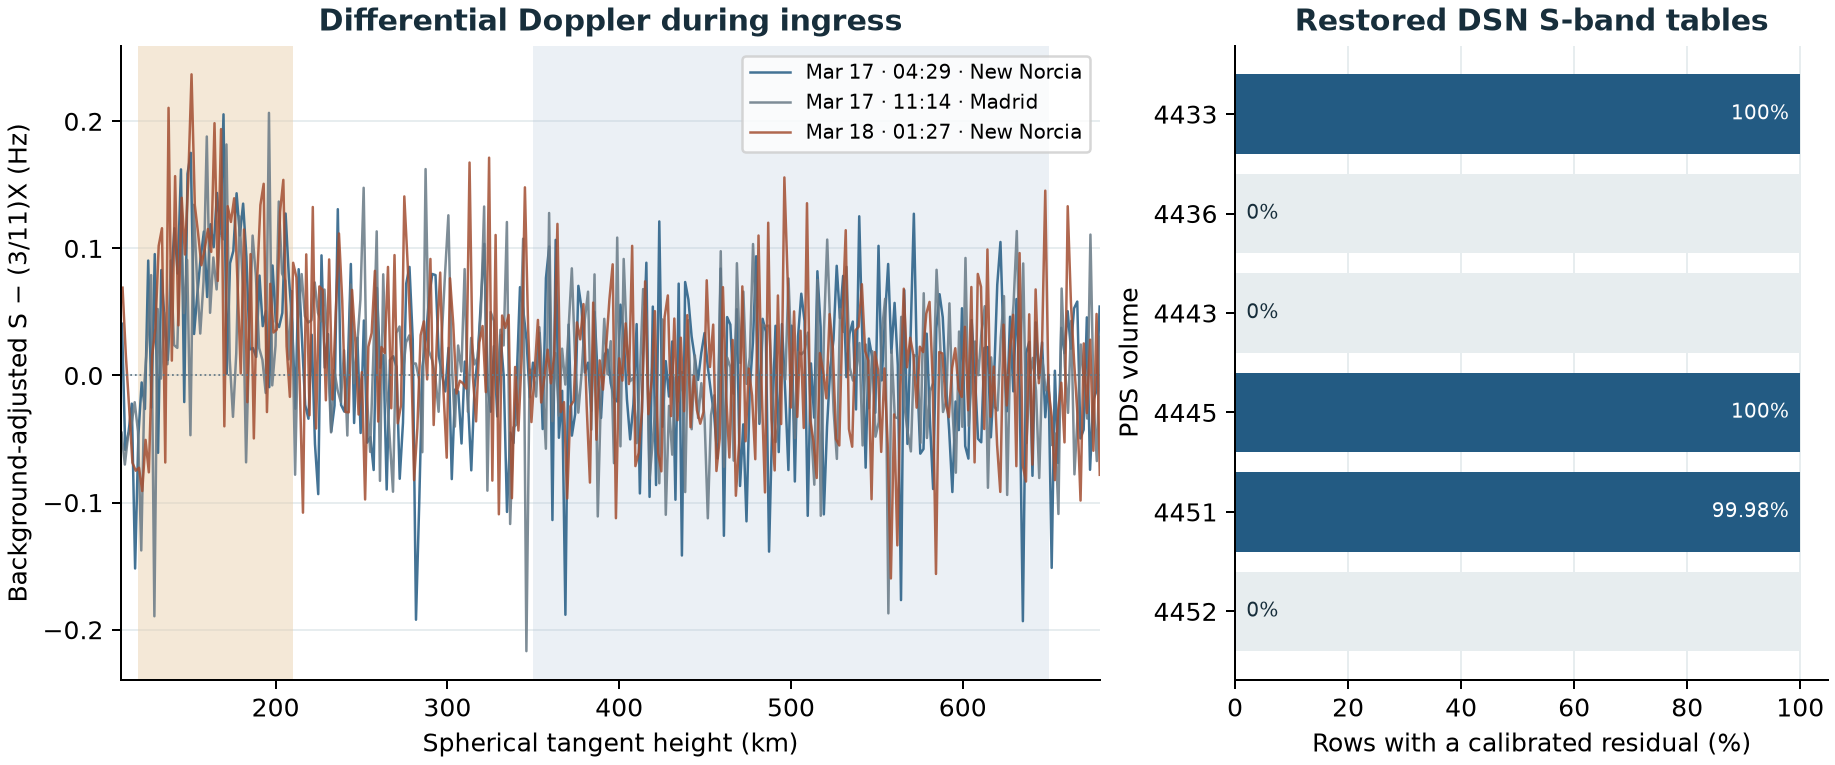 Differential Doppler during ingress
Background-adjusted S − (3/11)X (Hz)
0.2
0.1
0.0
−0.1
−0.2
Mar 17 · 04:29 · New Norcia
Mar 17 · 11:14 · Madrid
Mar 18 · 01:27 · New Norcia
200 300 400 500 600
Spherical tangent height (km)
Restored DSN S-band tables
PDS volume
4433 100%
4436 0%
4443 0%
4445 100%
4451 99.98%
4452 0%
0 20 40 60 80 100
Rows with a calibrated residual (%)